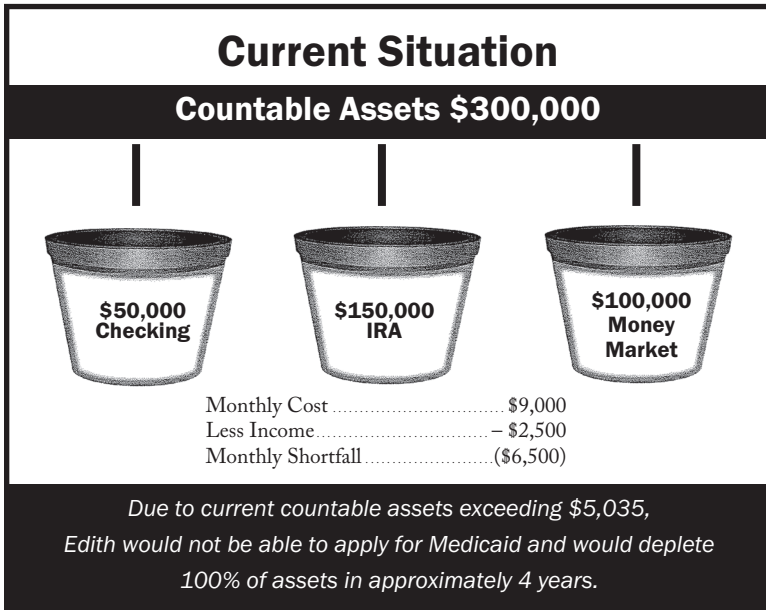 Current Situation
Countable Assets $300,000
$50,000
Checking
$150,000
IRA
$100,000
Money
Market
Monthly Cost ................................ $9,000
Less Income................................ – $2,500
Monthly Shortfall........................($6,500)
Due to current countable assets exceeding $5,035,
Edith would not be able to apply for Medicaid and would deplete
100% of assets in approximately 4 years.